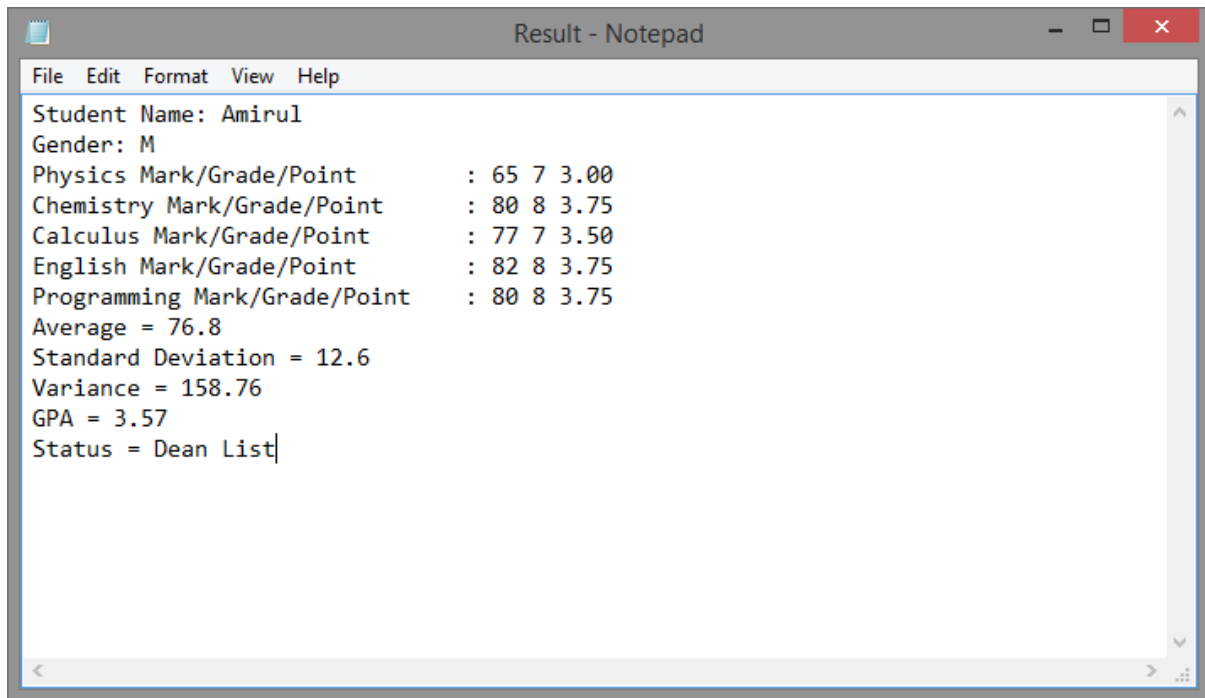 Result - Notepad
File Edit Format View Help
Student Name: Amirul
Gender: M
Physics Mark/Grade/Point : 65 7 3.00
Chemistry Mark/Grade/Point : 80 8 3.75
Calculus Mark/Grade/Point : 77 7 3.50
English Mark/Grade/Point : 82 8 3.75
Programming Mark/Grade/Point : 80 8 3.75
Average = 76.8
Standard Deviation = 12.6
Variance = 158.76
GPA = 3.57
Status = Dean List